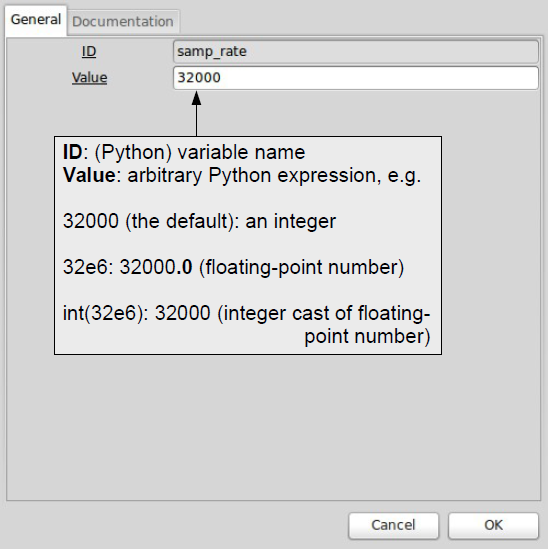 General Documentation
ID samp_rate
Value 32000
ID: (Python) variable name
Value: arbitrary Python expression, e.g.
32000 (the default): an integer
32e6: 32000.0 (floating-point number)
int(32e6): 32000 (integer cast of floating-
point number)
Cancel OK